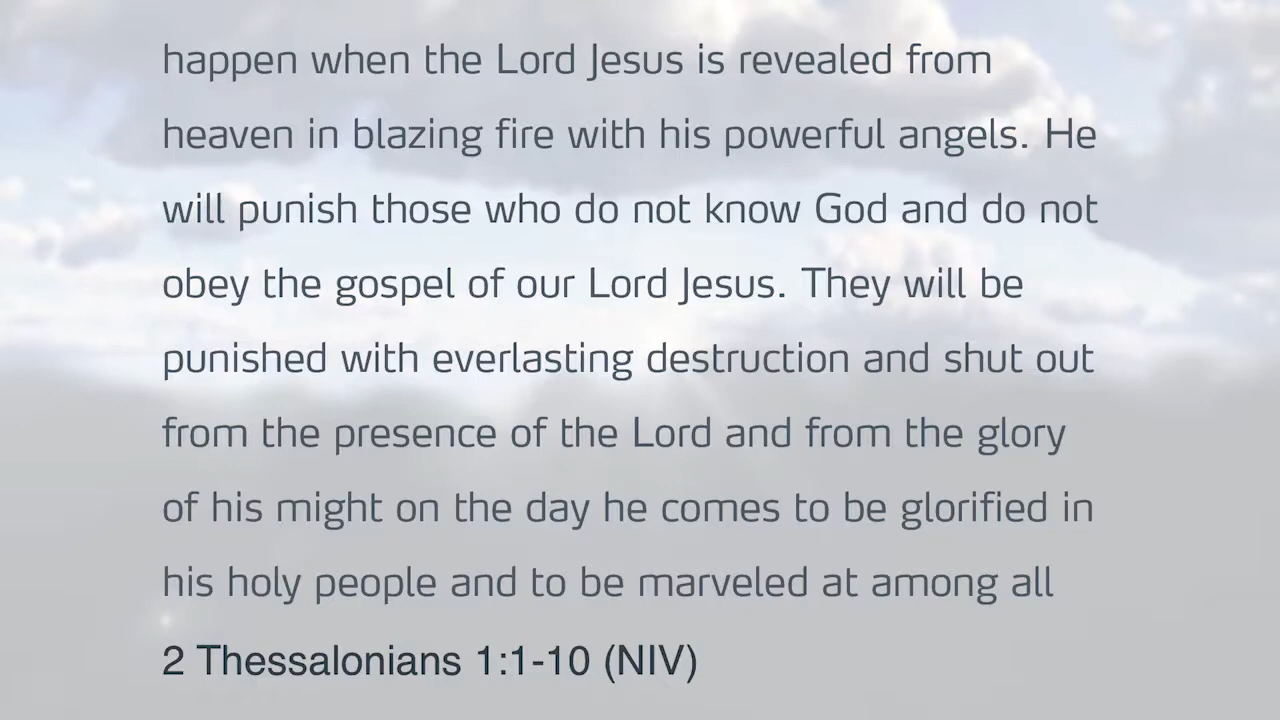 happen when the Lord Jesus is revealed from
heaven in blazing fire with his powerful angels. He
will punish those who do not know God and do not
obey the gospel of our Lord Jesus. They will be
punished with everlasting destruction and shut out
from the presence of the Lord and from the glory
of his might on the day he comes to be glorified in
his holy people and to be marveled at among all
2 Thessalonians 1:1-10 (NIV)